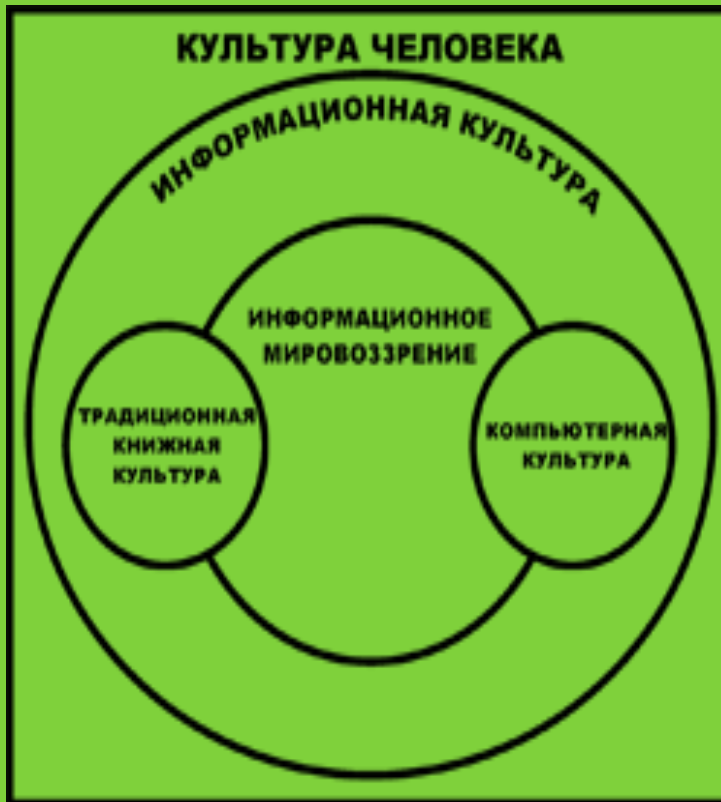 КУЛЬТУРА ЧЕЛОВЕКА
ИНФОРМАЦИОННАЯ КУЛЬТУРА
ИНФОРМАЦИОННОЕ
МИРОВОЗЗРЕНИЕ
ТРАДИЦИОННАЯ
КНИЖНАЯ
КУЛЬТУРА
КОМПЬЮТЕРНАЯ
КУЛЬТУРА